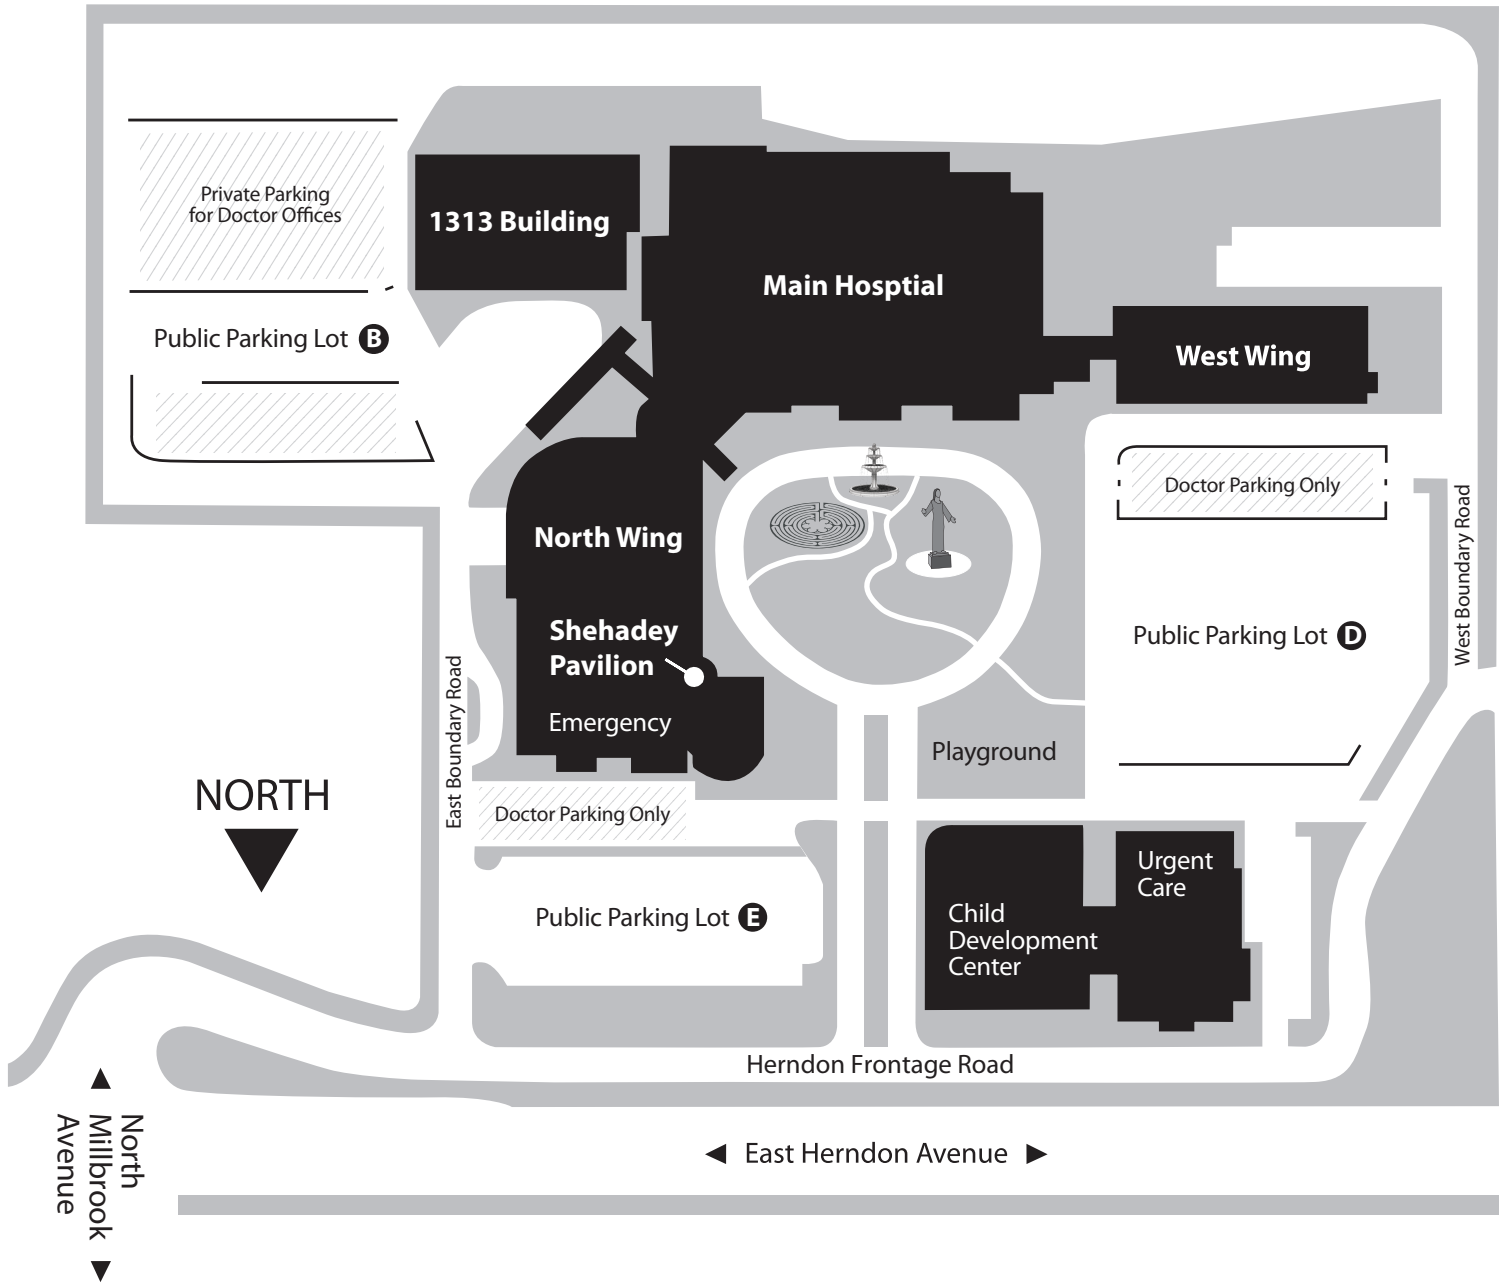 Private Parking
for Doctor Offices
1313 Building
Main Hosptial
Public Parking Lot B
West Wing
Doctor Parking Only
West Boundary Road
North Wing
Shehadey
Pavilion
Emergency
Public Parking Lot D
East Boundary Road
Playground
NORTH
Doctor Parking Only
Urgent
Care
Public Parking Lot E
Child
Development
Center
Herndon Frontage Road
North
Millbrook
Avenue
East Herndon Avenue